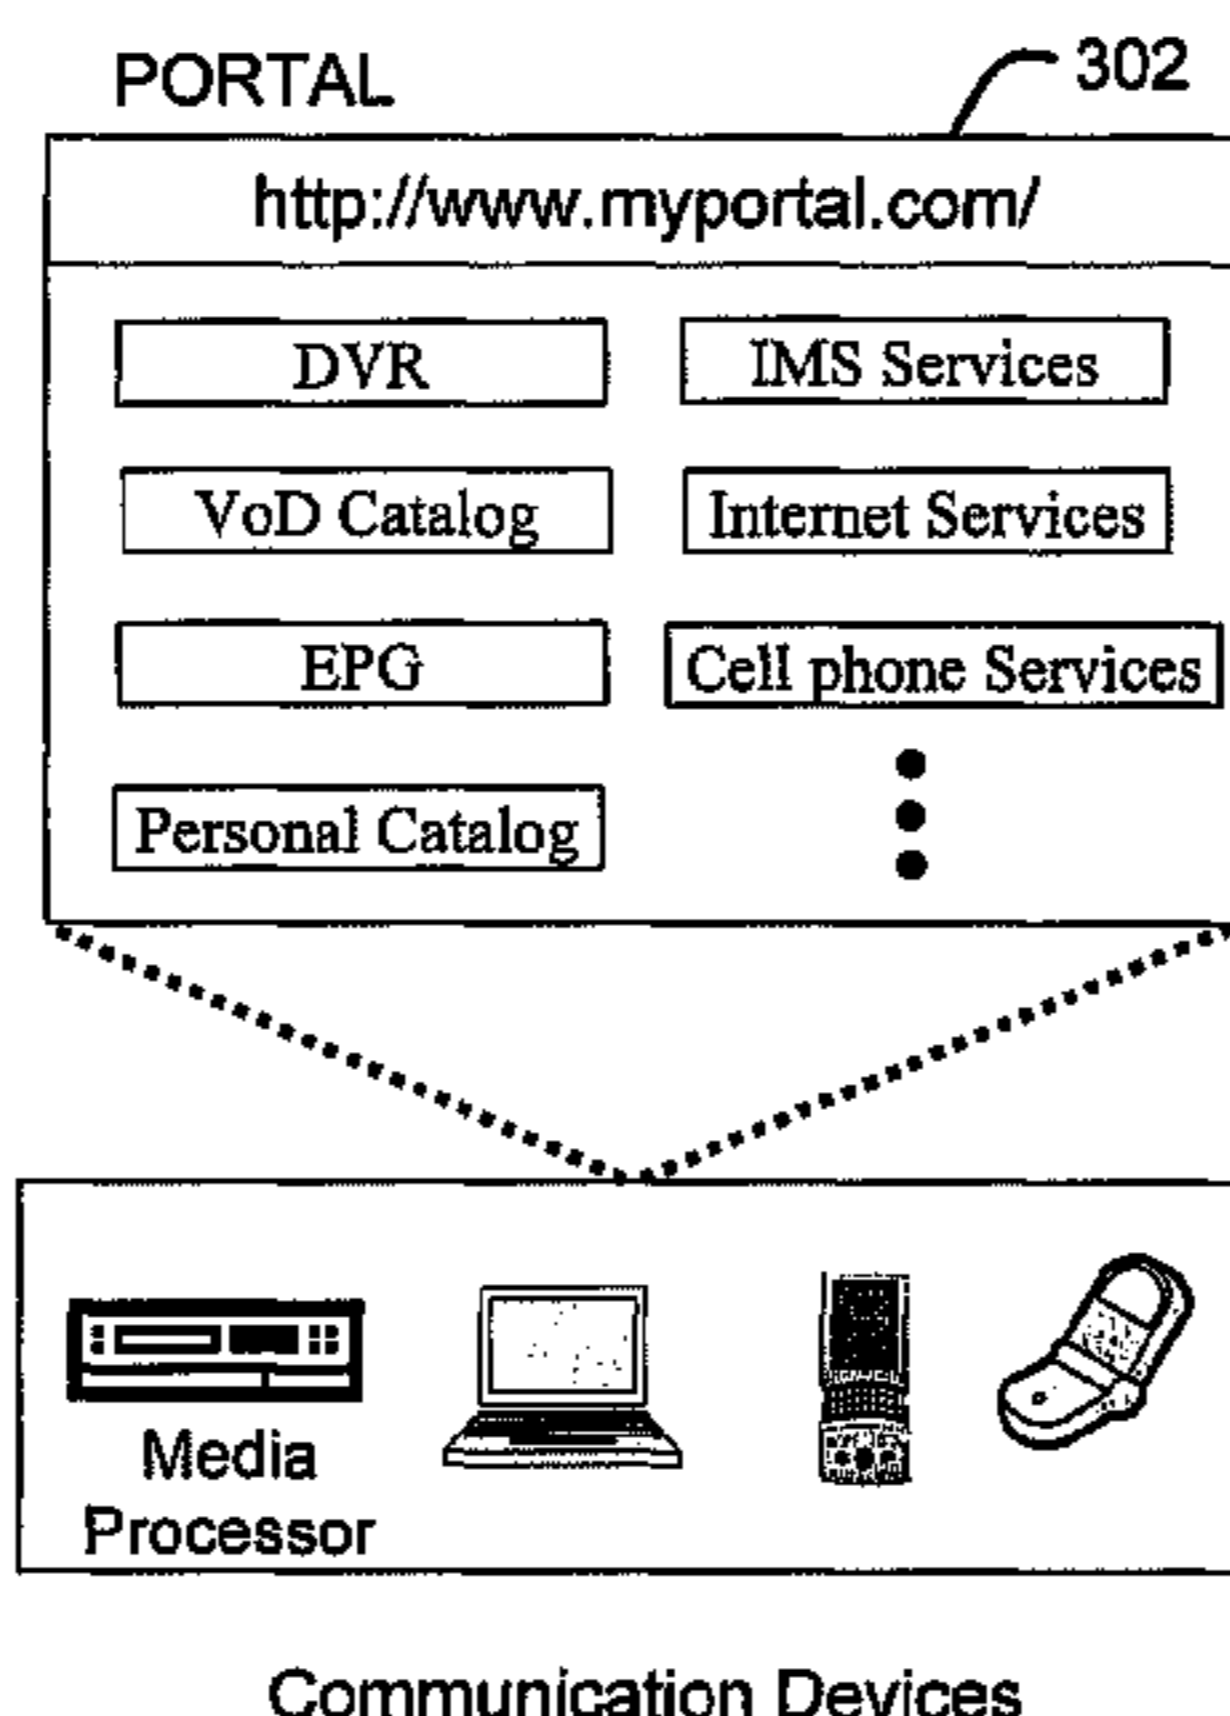 PORTAL
302
http://www.myportal.com/
DVR
IMS Services
VoD Catalog
Internet Services
EPG
Cell phone Services
Personal Catalog
Media
Processor
Communication Devices